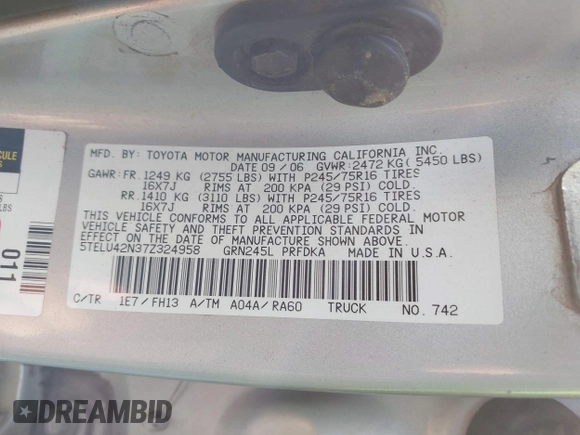 MFD. BY: TOYOTA MOTOR MANUFACTURING CALIFORNIA INC.
DATE 09/06 GVWR: 2472 KG( 5450 LBS)
GAWR: FR. 1249 KG (2755 LBS) WITH P245/75R16 TIRES
16X7J RIMS AT 200 KPA (29 PSI) COLD.
RR. 1410 KG (3110 LBS) WITH P245/75R16 TIRES
16X7J RIMS AT 200 KPA (29 PSI) COLD.
THIS VEHICLE CONFORMS TO ALL APPLICABLE FEDERAL MOTOR
VEHICLE SAFETY AND THEFT PREVENTION STANDARDS IN
EFFECT ON THE DATE OF MANUFACTURE SHOWN ABOVE.
5TELU42N37Z324958 GRN245L PRFDKA MADE IN U.S.A.
C/TR 1E7/FH13 A/TM A04A/RA60 TRUCK NO. 742
011
LBS
DREAMBID